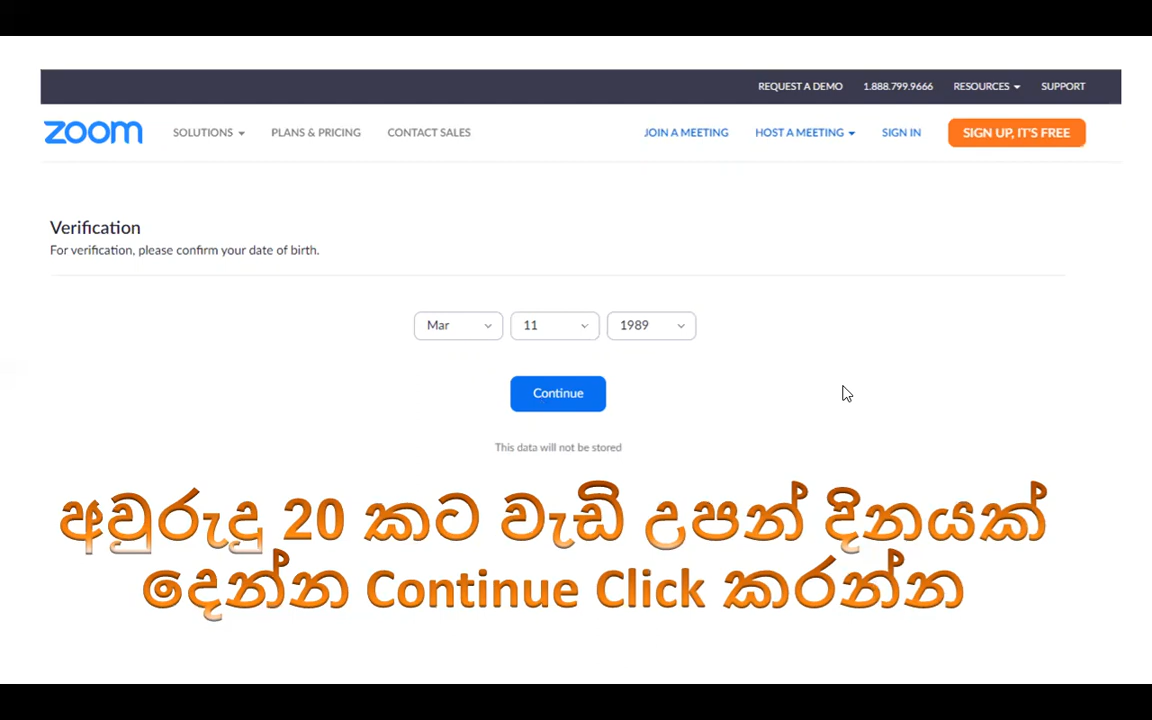 REQUEST A DEMO 1.888.799.9666 RESOURCES SUPPORT
zoom SOLUTIONS PLANS & PRICING CONTACT SALES JOIN A MEETING HOST A MEETING SIGN IN SIGN UP, IT'S FREE
Verification
For verification, please confirm your date of birth.
Mar 11 1989
Continue
This data will not be stored
අවුරුදු 20 කට වැඩි උපන් දිනයක්
දෙන්න Continue Click කරන්න